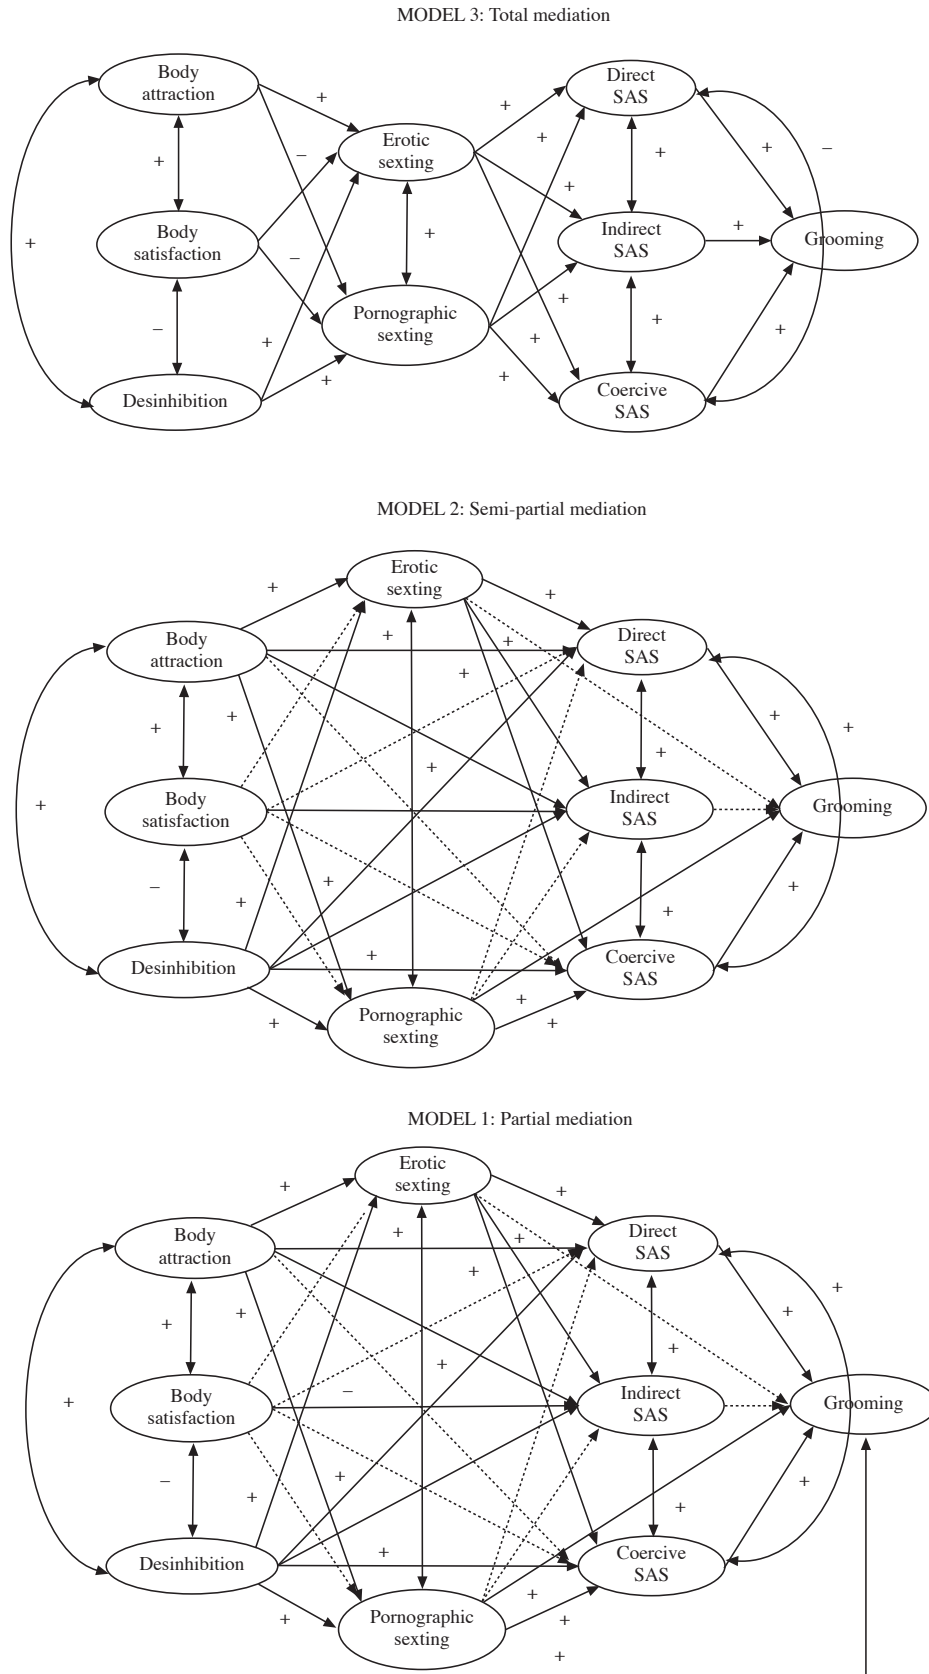 MODEL 3: Total mediation
Body
attraction
Direct
SAS
+
+
–
Erotic
sexting
+
+
+
+
–
+
Body
satisfaction
+
Indirect
SAS
+
Grooming
+
+
–
–
Pornographic
sexting
+
+
+
+
+
+
+
Desinhibition
Coercive
SAS
MODEL 2: Semi-partial mediation
Erotic
sexting
+
+
Body
attraction
+
+
Direct
SAS
+
+
+
+
+
+
+
Body
satisfaction
+
Indirect
SAS
Grooming
–
+
+
+
+
Desinhibition
+
Coercive
SAS
Pornographic
sexting
+
+
+
MODEL 1: Partial mediation
Erotic
sexting
+
+
Body
attraction
+
+
Direct
SAS
+
+
+
+
+
+
+
Body
satisfaction
–
+
Indirect
SAS
Grooming
–
+
+
+
+
Desinhibition
+
Coercive
SAS
Pornographic
sexting
+
+
+
+